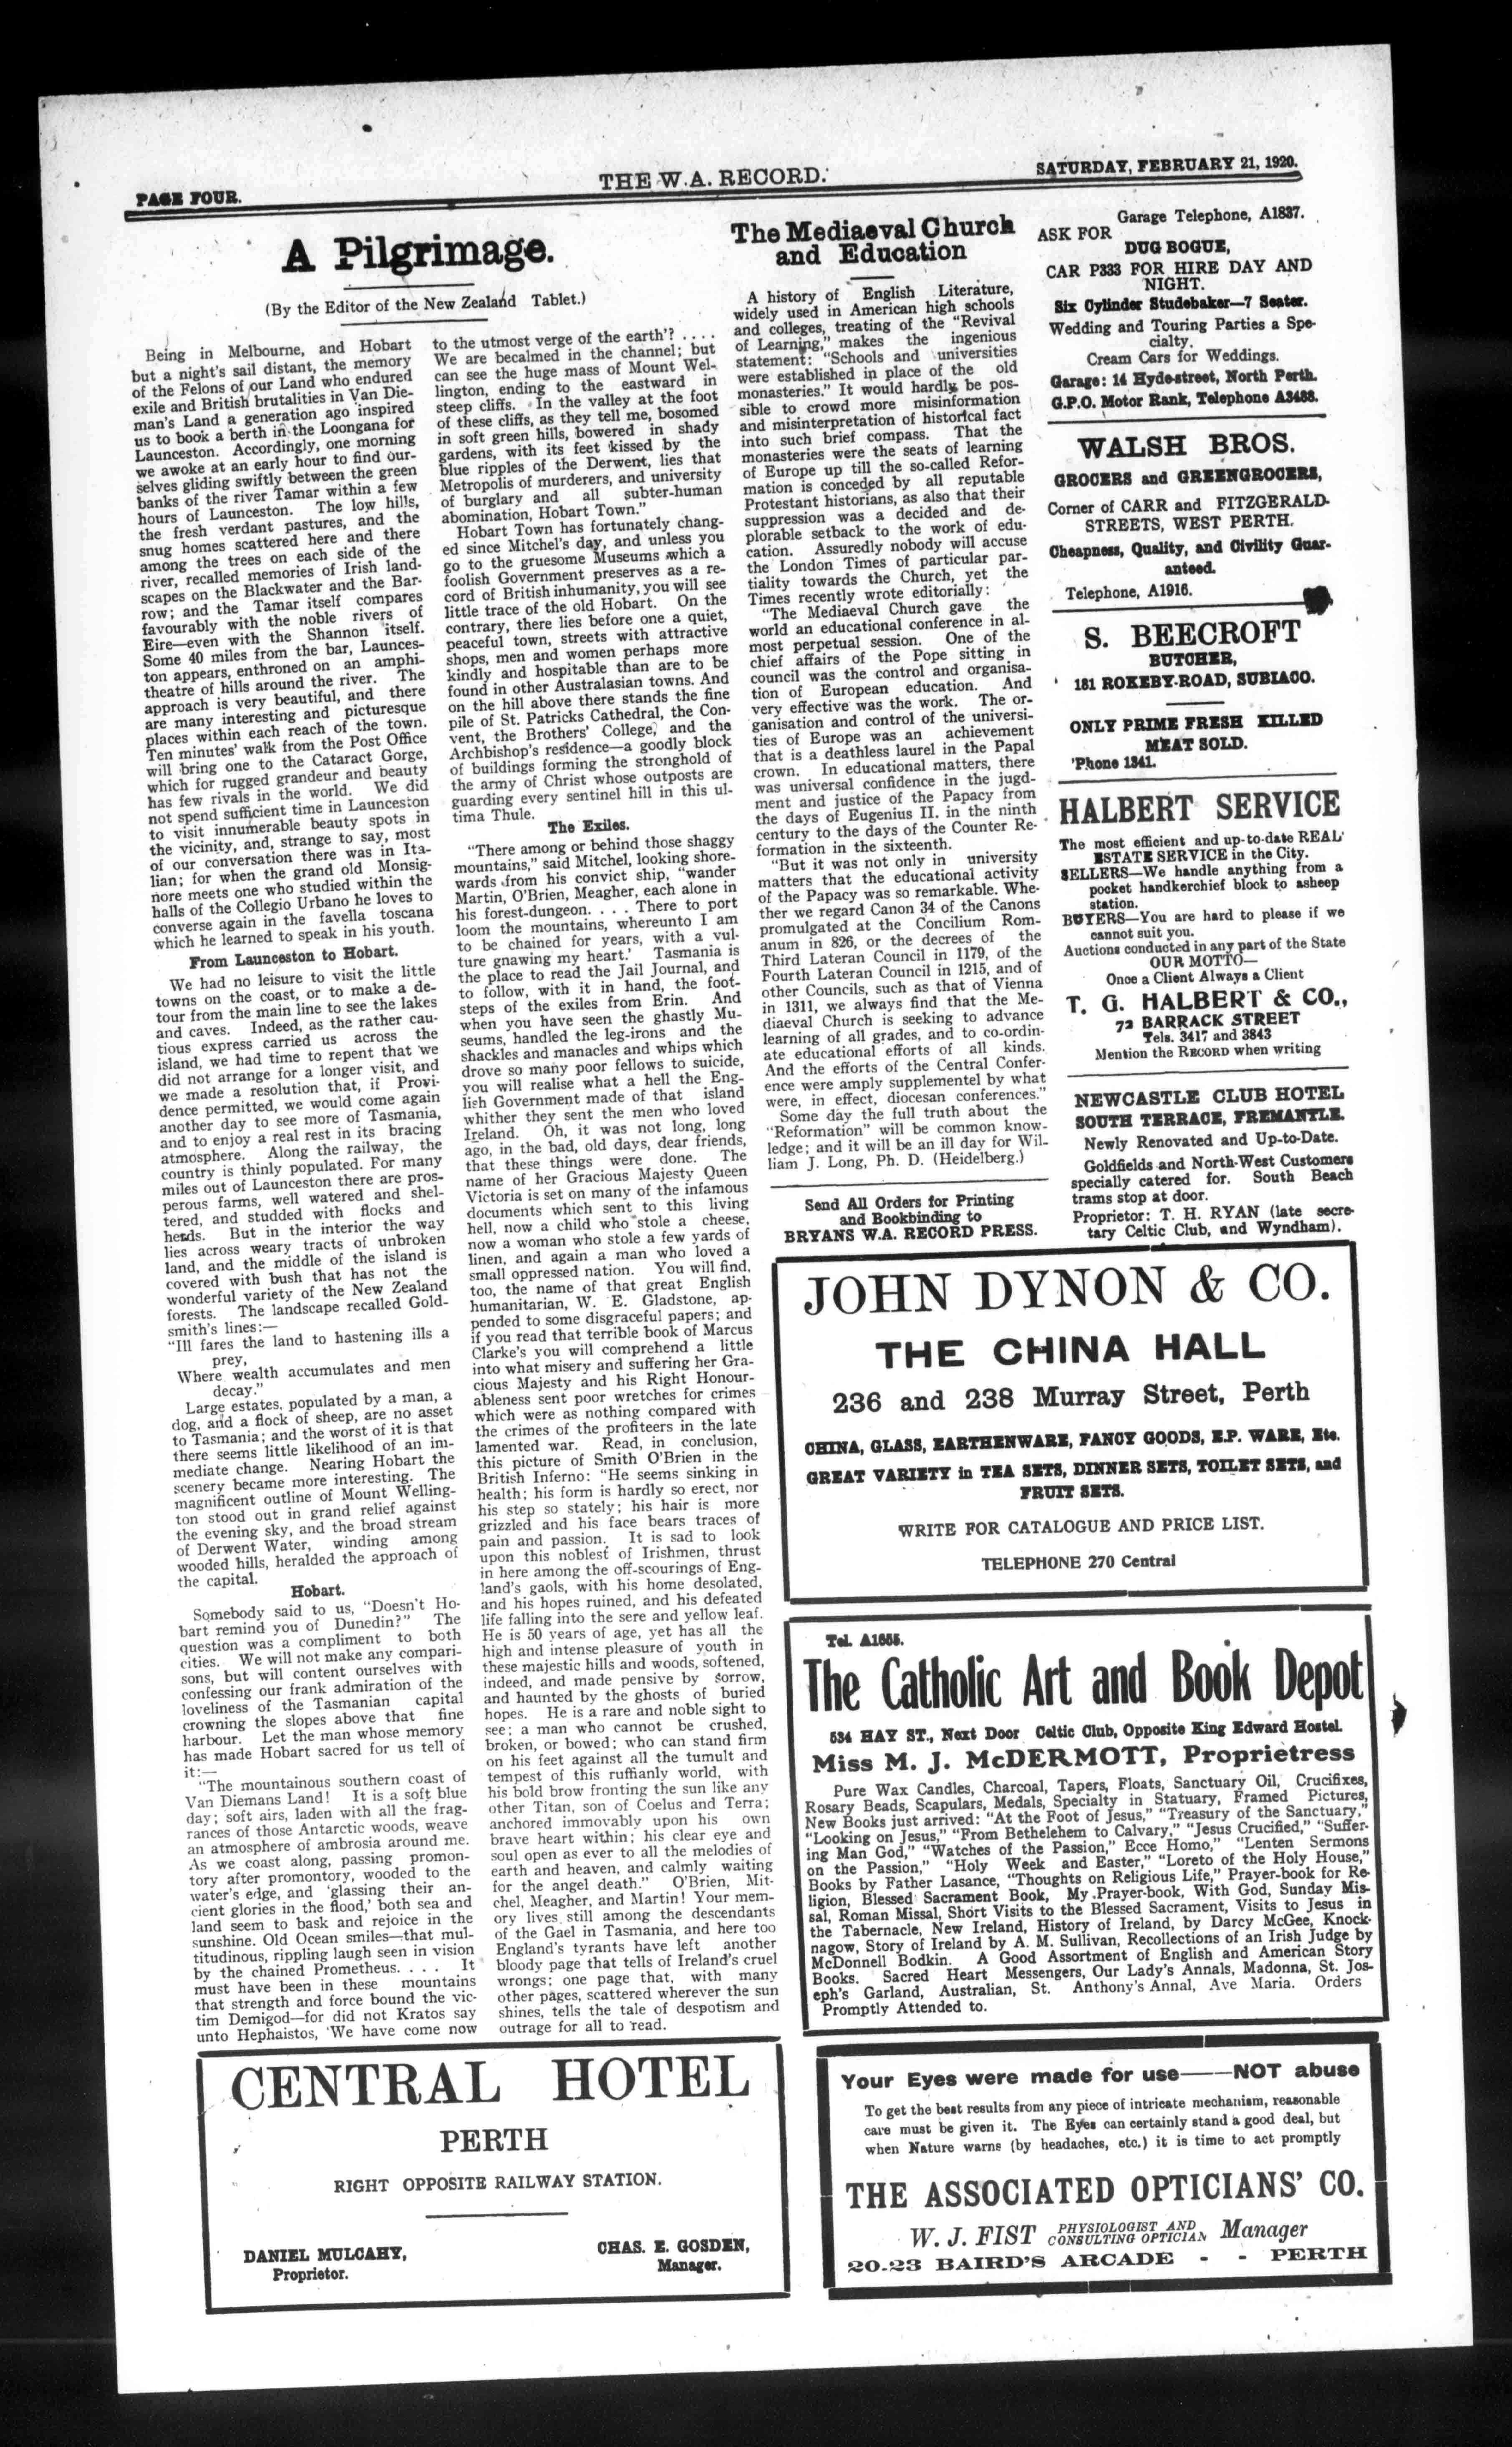 PAGE FOUR.
THE W.A. RECORD.
SATURDAY, FEBRUARY 21, 1920.
A Pilgrimage.
(By the Editor of the New Zealand Tablet.)
Being in Melbourne, and Hobart
but a night's sail distant, the memory
of the Felons of our Land who endured
exile and British brutalities in Van Die-
man's Land a generation ago inspired
us to book a berth in the Loongana for
Launceston. Accordingly, one morning
we awoke at an early hour to find our-
selves gliding swiftly between the green
banks of the river Tamar within a few
hours of Launceston. The low hills,
the fresh verdant pastures, and the
snug homes scattered here and there
among the trees on each side of the
river, recalled memories of Irish land-
scapes on the Blackwater and the Bar-
row; and the Tamar itself compares
favourably with the noble rivers of
Eire—even with the Shannon itself.
Some 40 miles from the bar, Launces-
ton appears, enthroned on an amphi-
theatre of hills around the river. The
approach is very beautiful, and there
are many interesting and picturesque
places within each reach of the town.
Ten minutes' walk from the Post Office
will bring one to the Cataract Gorge,
which for rugged grandeur and beauty
has few rivals in the world. We did
not spend sufficient time in Launceston
to visit innumerable beauty spots in
the vicinity, and, strange to say, most
of our conversation there was in Ita-
lian; for when the grand old Monsig-
nore meets one who studied within the
halls of the Collegio Urbano he loves to
converse again in the favella toscana
which he learned to speak in his youth.
From Launceston to Hobart.
We had no leisure to visit the little
towns on the coast, or to make a de-
tour from the main line to see the lakes
and caves. Indeed, as the rather cau-
tious express carried us across the
island, we had time to repent that we
did not arrange for a longer visit, and
we made a resolution that, if Provi-
dence permitted, we would come again
another day to see more of Tasmania,
and to enjoy a real rest in its bracing
atmosphere. Along the railway, the
country is thinly populated. For many
miles out of Launceston there are pros-
perous farms, well watered and shel-
tered, and studded with flocks and
herds. But in the interior the way
lies across weary tracts of unbroken
land, and the middle of the island is
covered with bush that has not the
wonderful variety of the New Zealand
forests. The landscape recalled Gold-
smith's lines:—
"Ill fares the land to hastening ills a
prey,
Where wealth accumulates and men
decay."
Large estates, populated by a man, a
dog, and a flock of sheep, are no asset
to Tasmania; and the worst of it is that
there seems little likelihood of an im-
mediate change. Nearing Hobart the
scenery became more interesting. The
magnificent outline of Mount Welling-
ton stood out in grand relief against
the evening sky, and the broad stream
of Derwent Water, winding among
wooded hills, heralded the approach of
the capital.
Hobart.
Somebody said to us, "Doesn't Ho-
bart remind you of Dunedin?" The
question was a compliment to both
cities. We will not make any compari-
sons, but will content ourselves with
confessing our frank admiration of the
loveliness of the Tasmanian capital
crowning the slopes above that fine
harbour. Let the man whose memory
has made Hobart sacred for us tell of
it:—
"The mountainous southern coast of
Van Diemans Land! It is a soft blue
day; soft airs, laden with all the frag-
rances of those Antarctic woods, weave
an atmosphere of ambrosia around me.
As we coast along, passing promon-
tory after promontory, wooded to the
water's edge, and 'glassing their an-
cient glories in the flood,' both sea and
land seem to bask and rejoice in the
sunshine. Old Ocean smiles—that mul-
titudinous, rippling laugh seen in vision
by the chained Prometheus. . . . It
must have been in these mountains
that strength and force bound the vic-
tim Demigod—for did not Kratos say
unto Hephaistos, 'We have come now
to the utmost verge of the earth'? . . . .
We are becalmed in the channel; but
can see the huge mass of Mount Wel-
lington, ending to the eastward in
steep cliffs. In the valley at the foot
of these cliffs, as they tell me, bosomed
in soft green hills, bowered in shady
gardens, with its feet kissed by the
blue ripples of the Derwent, lies that
Metropolis of murderers, and university
of burglary and all subter-human
abomination, Hobart Town."
Hobart Town has fortunately chang-
ed since Mitchel's day, and unless you
go to the gruesome Museums which a
foolish Government preserves as a re-
cord of British inhumanity, you will see
little trace of the old Hobart. On the
contrary, there lies before one a quiet,
peaceful town, streets with attractive
shops, men and women perhaps more
kindly and hospitable than are to be
found in other Australasian towns. And
on the hill above there stands the fine
pile of St. Patricks Cathedral, the Con-
vent, the Brothers' College, and the
Archbishop's residence—a goodly block
of buildings forming the stronghold of
the army of Christ whose outposts are
guarding every sentinel hill in this ul-
tima Thule.
The Exiles.
"There among or behind those shaggy
mountains," said Mitchel, looking shore-
wards from his convict ship, "wander
Martin, O'Brien, Meagher, each alone in
his forest-dungeon. . . . There to port
loom the mountains, whereunto I am
to be chained for years, with a vul-
ture gnawing my heart.' Tasmania is
the place to read the Jail Journal, and
to follow, with it in hand, the foot-
steps of the exiles from Erin. And
when you have seen the ghastly Mu-
seums, handled the leg-irons and the
shackles and manacles and whips which
drove so many poor fellows to suicide,
you will realise what a hell the Eng-
lish Government made of that island
whither they sent the men who loved
Ireland. Oh, it was not long, long
ago, in the bad, old days, dear friends,
that these things were done. The
name of her Gracious Majesty Queen
Victoria is set on many of the infamous
documents which sent to this living
hell, now a child who stole a cheese,
now a woman who stole a few yards of
linen, and again a man who loved a
small oppressed nation. You will find,
too, the name of that great English
humanitarian, W. E. Gladstone, ap-
pended to some disgraceful papers; and
if you read that terrible book of Marcus
Clarke's you will comprehend a little
into what misery and suffering her Gra-
cious Majesty and his Right Honour-
ableness sent poor wretches for crimes
which were as nothing compared with
the crimes of the profiteers in the late
lamented war. Read, in conclusion,
this picture of Smith O'Brien in the
British Inferno: "He seems sinking in
health; his form is hardly so erect, nor
his step so stately; his hair is more
grizzled and his face bears traces of
pain and passion. It is sad to look
upon this noblest of Irishmen, thrust
in here among the off-scourings of Eng-
land's gaols, with his home desolated,
and his hopes ruined, and his defeated
life falling into the sere and yellow leaf.
He is 50 years of age, yet has all the
high and intense pleasure of youth in
these majestic hills and woods, softened,
indeed, and made pensive by sorrow,
and haunted by the ghosts of buried
hopes. He is a rare and noble sight to
see; a man who cannot be crushed,
broken, or bowed; who can stand firm
on his feet against all the tumult and
tempest of this ruffianly world, with
his bold brow fronting the sun like any
other Titan, son of Coelus and Terra;
anchored immovably upon his own
brave heart within; his clear eye and
soul open as ever to all the melodies of
earth and heaven, and calmly waiting
for the angel death." O'Brien, Mit-
chel, Meagher, and Martin! Your mem-
ory lives still among the descendants
of the Gael in Tasmania, and here too
England's tyrants have left another
bloody page that tells of Ireland's cruel
wrongs; one page that, with many
other pages, scattered wherever the sun
shines, tells the tale of despotism and
outrage for all to read.
The Mediaeval Church
and Education
A history of English Literature,
widely used in American high schools
and colleges, treating of the "Revival
of Learning," makes the ingenious
statement: "Schools and universities
were established in place of the old
monasteries." It would hardly be pos-
sible to crowd more misinformation
and misinterpretation of historical fact
into such brief compass. That the
monasteries were the seats of learning
of Europe up till the so-called Refor-
mation is conceded by all reputable
Protestant historians, as also that their
suppression was a decided and de-
plorable setback to the work of edu-
cation. Assuredly nobody will accuse
the London Times of particular par-
tiality towards the Church, yet the
Times recently wrote editorially:
"The Mediaeval Church gave the
world an educational conference in al-
most perpetual session. One of the
chief affairs of the Pope sitting in
council was the control and organisa-
tion of European education. And
very effective was the work. The or-
ganisation and control of the universi-
ties of Europe was an achievement
that is a deathless laurel in the Papal
crown. In educational matters, there
was universal confidence in the jugd-
ment and justice of the Papacy from
the days of Eugenius II. in the ninth
century to the days of the Counter Re-
formation in the sixteenth.
"But it was not only in university
matters that the educational activity
of the Papacy was so remarkable. Whe-
ther we regard Canon 34 of the Canons
promulgated at the Concilium Rom-
anum in 826, or the decrees of the
Third Lateran Council in 1179, of the
Fourth Lateran Council in 1215, and of
other Councils, such as that of Vienna
in 1311, we always find that the Me-
diaeval Church is seeking to advance
learning of all grades, and to co-ordin-
ate educational efforts of all kinds.
And the efforts of the Central Confer-
ence were amply supplementel by what
were, in effect, diocesan conferences."
Some day the full truth about the
"Reformation" will be common know-
ledge; and it will be an ill day for Wil-
liam J. Long, Ph. D. (Heidelberg.)
Send All Orders for Printing
and Bookbinding to
BRYANS W.A. RECORD PRESS.
Garage Telephone, A1837.
ASK FOR
DUG BOGUE,
CAR P333 FOR HIRE DAY AND
NIGHT.
Six Cylinder Studebaker—7 Seater.
Wedding and Touring Parties a Spe-
cialty.
Cream Cars for Weddings.
Garage: 14 Hyde-street, North Perth.
G.P.O. Motor Rank, Telephone A3488.
WALSH BROS.
GROCERS and GREENGROCERS,
Corner of CARR and FITZGERALD-
STREETS, WEST PERTH.
Cheapness, Quality, and Civility Guar-
anteed.
Telephone, A1916.
S. BEECROFT
BUTCHER,
181 ROKEBY-ROAD, SUBIACO.
ONLY PRIME FRESH KILLED
MEAT SOLD.
'Phone 1341.
HALBERT SERVICE
The most efficient and up-to-date REAL
ESTATE SERVICE in the City.
SELLERS—We handle anything from a
pocket handkerchief block to asheep
station.
BUYERS—You are hard to please if we
cannot suit you.
Auctions conducted in any part of the State
OUR MOTTO—
Once a Client Always a Client
T. G. HALBERT & CO.,
72 BARRACK STREET
Tels. 3417 and 3843
Mention the RECORD when writing
NEWCASTLE CLUB HOTEL
SOUTH TERRACE, FREMANTLE.
Newly Renovated and Up-to-Date.
Goldfields and North-West Customers
specially catered for. South Beach
trams stop at door.
Proprietor: T. H. RYAN (late secre-
tary Celtic Club, and Wyndham).
JOHN DYNON & CO.
THE CHINA HALL
236 and 238 Murray Street, Perth
CHINA, GLASS, EARTHENWARE, FANCY GOODS, E.P. WARE, Etc.
GREAT VARIETY in TEA SETS, DINNER SETS, TOILET SETS, and
FRUIT SETS.
WRITE FOR CATALOGUE AND PRICE LIST.
TELEPHONE 270 Central
Tel. A1655.
The Catholic Art and Book Depot
534 HAY ST., Next Door Celtic Club, Opposite King Edward Hostel.
Miss M. J. McDERMOTT, Proprietress
Pure Wax Candles, Charcoal, Tapers, Floats, Sanctuary Oil, Crucifixes,
Rosary Beads, Scapulars, Medals, Specialty in Statuary, Framed Pictures,
New Books just arrived: "At the Foot of Jesus," "Treasury of the Sanctuary,"
"Looking on Jesus," "From Bethelehem to Calvary," "Jesus Crucified," "Suffer-
ing Man God," "Watches of the Passion," Ecce Homo," "Lenten Sermons
on the Passion," "Holy Week and Easter," "Loreto of the Holy House,"
Books by Father Lasance, "Thoughts on Religious Life," Prayer-book for Re-
ligion, Blessed Sacrament Book, My Prayer-book, With God, Sunday Mis-
sal, Roman Missal, Short Visits to the Blessed Sacrament, Visits to Jesus in
the Tabernacle, New Ireland, History of Ireland, by Darcy McGee, Knock-
nagow, Story of Ireland by A. M. Sullivan, Recollections of an Irish Judge by
McDonnell Bodkin. A Good Assortment of English and American Story
Books. Sacred Heart Messengers, Our Lady's Annals, Madonna, St. Jos-
eph's Garland, Australian, St. Anthony's Annal, Ave Maria. Orders
Promptly Attended to.
CENTRAL HOTEL
PERTH
RIGHT OPPOSITE RAILWAY STATION.
DANIEL MULCAHY,
Proprietor.
CHAS. E. GOSDEN,
Manager.
Your Eyes were made for use——NOT abuse
To get the best results from any piece of intricate mechanism, reasonable
care must be given it. The Eyes can certainly stand a good deal, but
when Nature warns (by headaches, etc.) it is time to act promptly
THE ASSOCIATED OPTICIANS' CO.
W. J. FIST PHYSIOLOGIST AND CONSULTING OPTICIAN Manager
20-23 BAIRD'S ARCADE - - PERTH